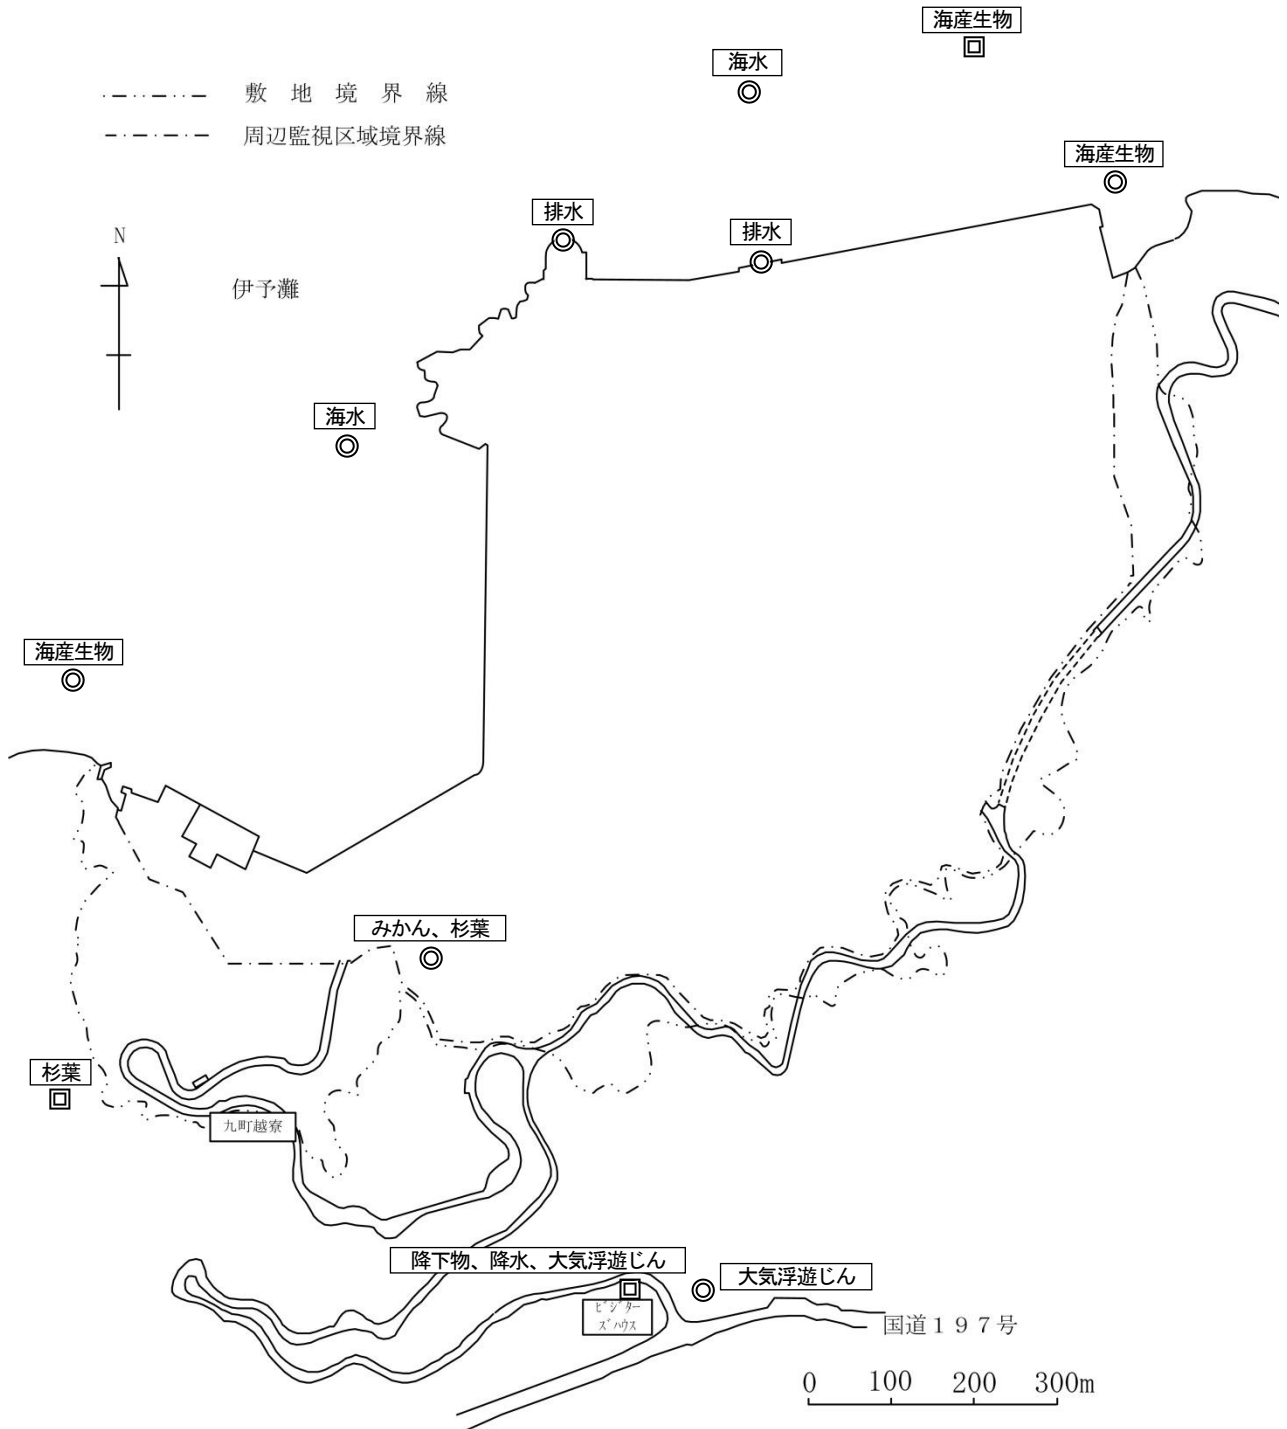 海産生物
海水
敷地境界線
周辺監視区域境界線
海産生物
排水
排水
N
伊予灘
海水
海産生物
みかん、杉葉
杉葉
九町越寮
降下物、降水、大気浮遊じん
大気浮遊じん
ビジター
ズハウス
国道197号
0 100 200 300m